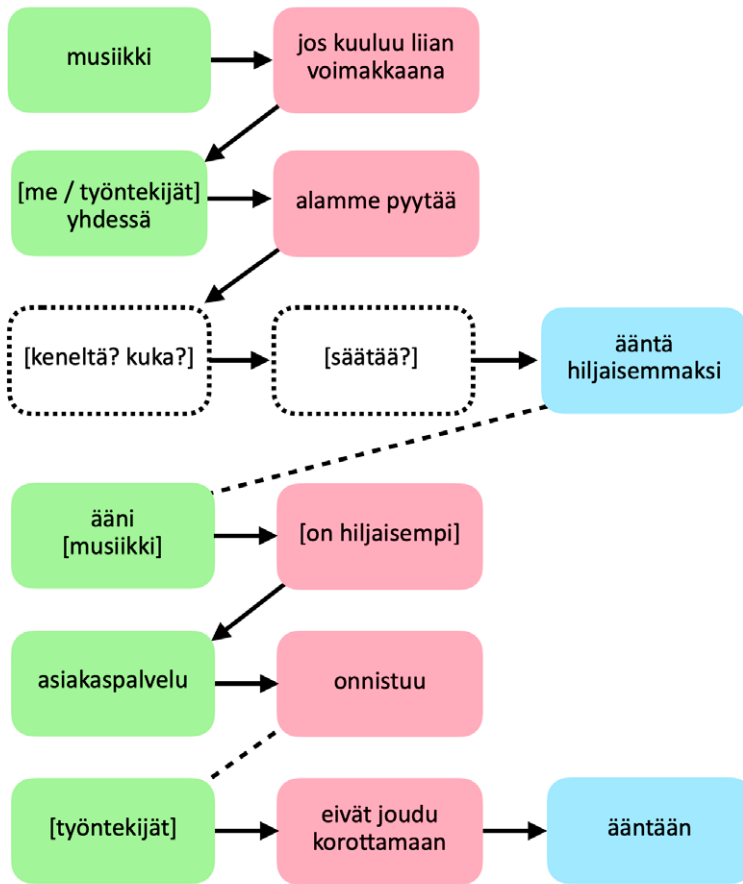 musiikki
jos kuuluu liian
voimakkaana
[me / työntekijät]
yhdessä
alamme pyytää
[keneltä? kuka?]
[säätää?]
ääntä
hiljaisemmaksi
ääni
[musiikki]
[on hiljaisempi]
asiakaspalvelu
onnistuu
[työntekijät]
eivät joudu
korottamaan
ääntään